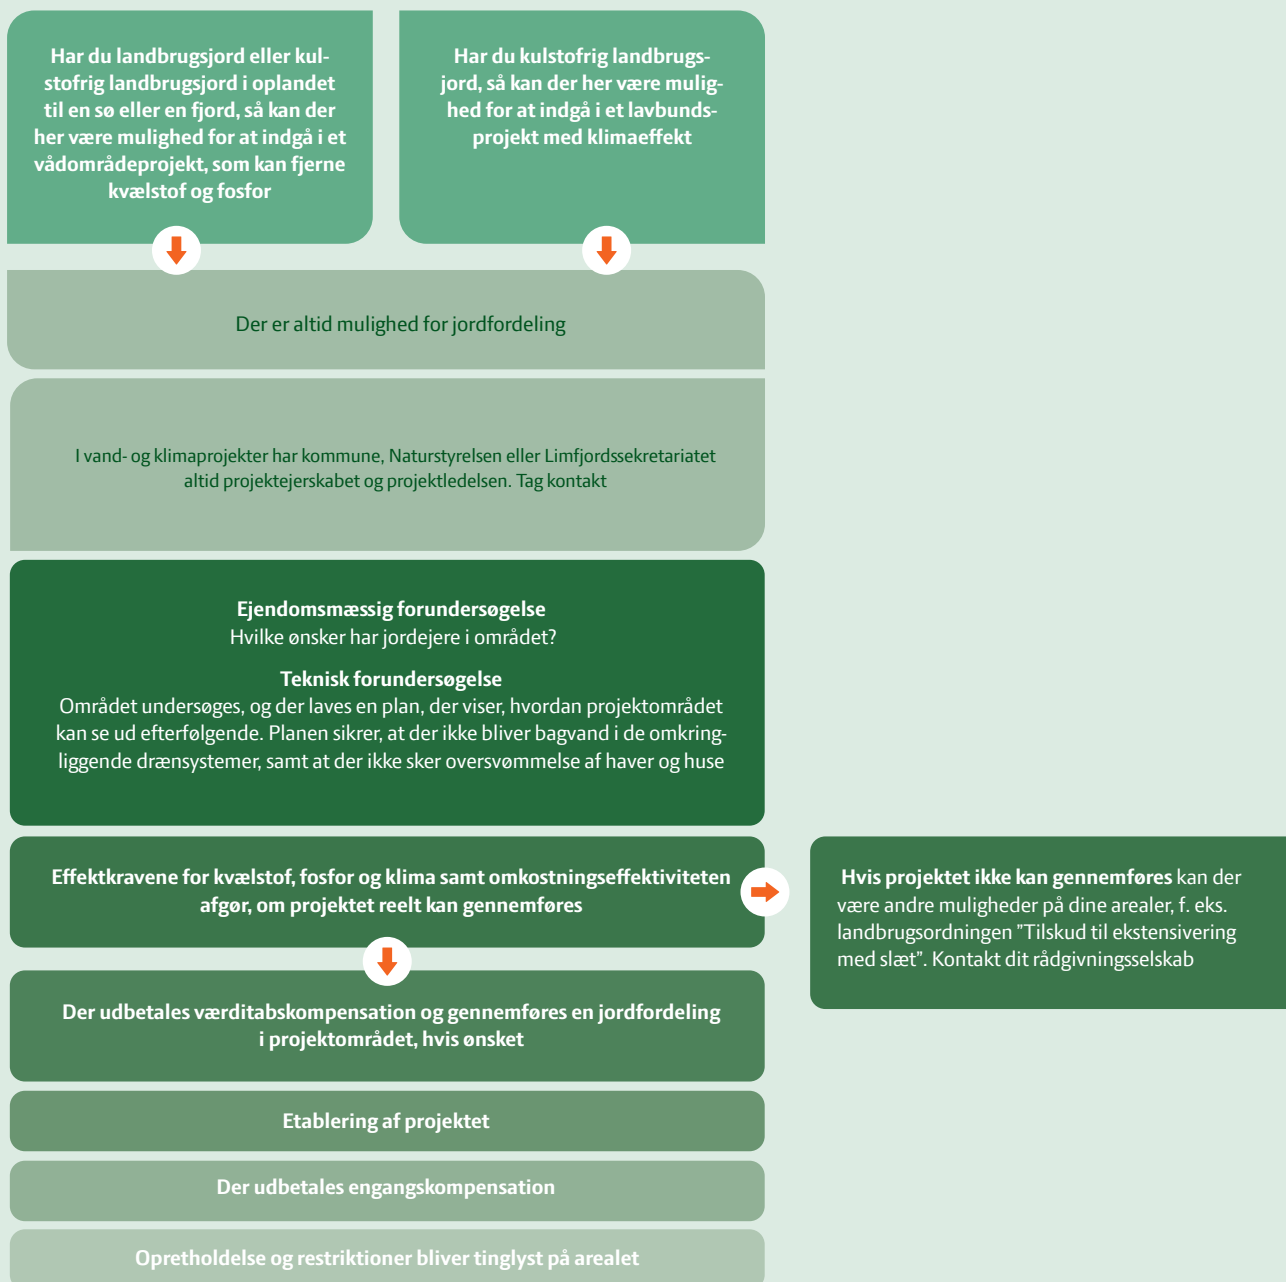 Har du landbrugsjord eller kul-
stofrig landbrugsjord i oplandet
til en sø eller en fjord, så kan der
her være mulighed for at indgå i et
vådområdeprojekt, som kan fjerne
kvælstof og fosfor
Har du kulstofrig landbrugs-
jord, så kan der her være mulig-
hed for at indgå i et lavbunds-
projekt med klimaeffekt
Der er altid mulighed for jordfordeling
I vand- og klimaprojekter har kommune, Naturstyrelsen eller Limfjordssekretariatet
altid projektejerskabet og projektledelsen. Tag kontakt
Ejendomsmæssig forundersøgelse
Hvilke ønsker har jordejere i området?
Teknisk forundersøgelse
Området undersøges, og der laves en plan, der viser, hvordan projektområdet
kan se ud efterfølgende. Planen sikrer, at der ikke bliver bagvand i de omkring-
liggende drænsystemer, samt at der ikke sker oversvømmelse af haver og huse
Effektkravene for kvælstof, fosfor og klima samt omkostningseffektiviteten
afgør, om projektet reelt kan gennemføres
Hvis projektet ikke kan gennemføres kan der
være andre muligheder på dine arealer, f. eks.
landbrugsordningen ”Tilskud til ekstensivering
med slæt”. Kontakt dit rådgivningsselskab
Der udbetales værditabskompensation og gennemføres en jordfordeling
i projektområdet, hvis ønsket
Etablering af projektet
Der udbetales engangskompensation
Opretholdelse og restriktioner bliver tinglyst på arealet